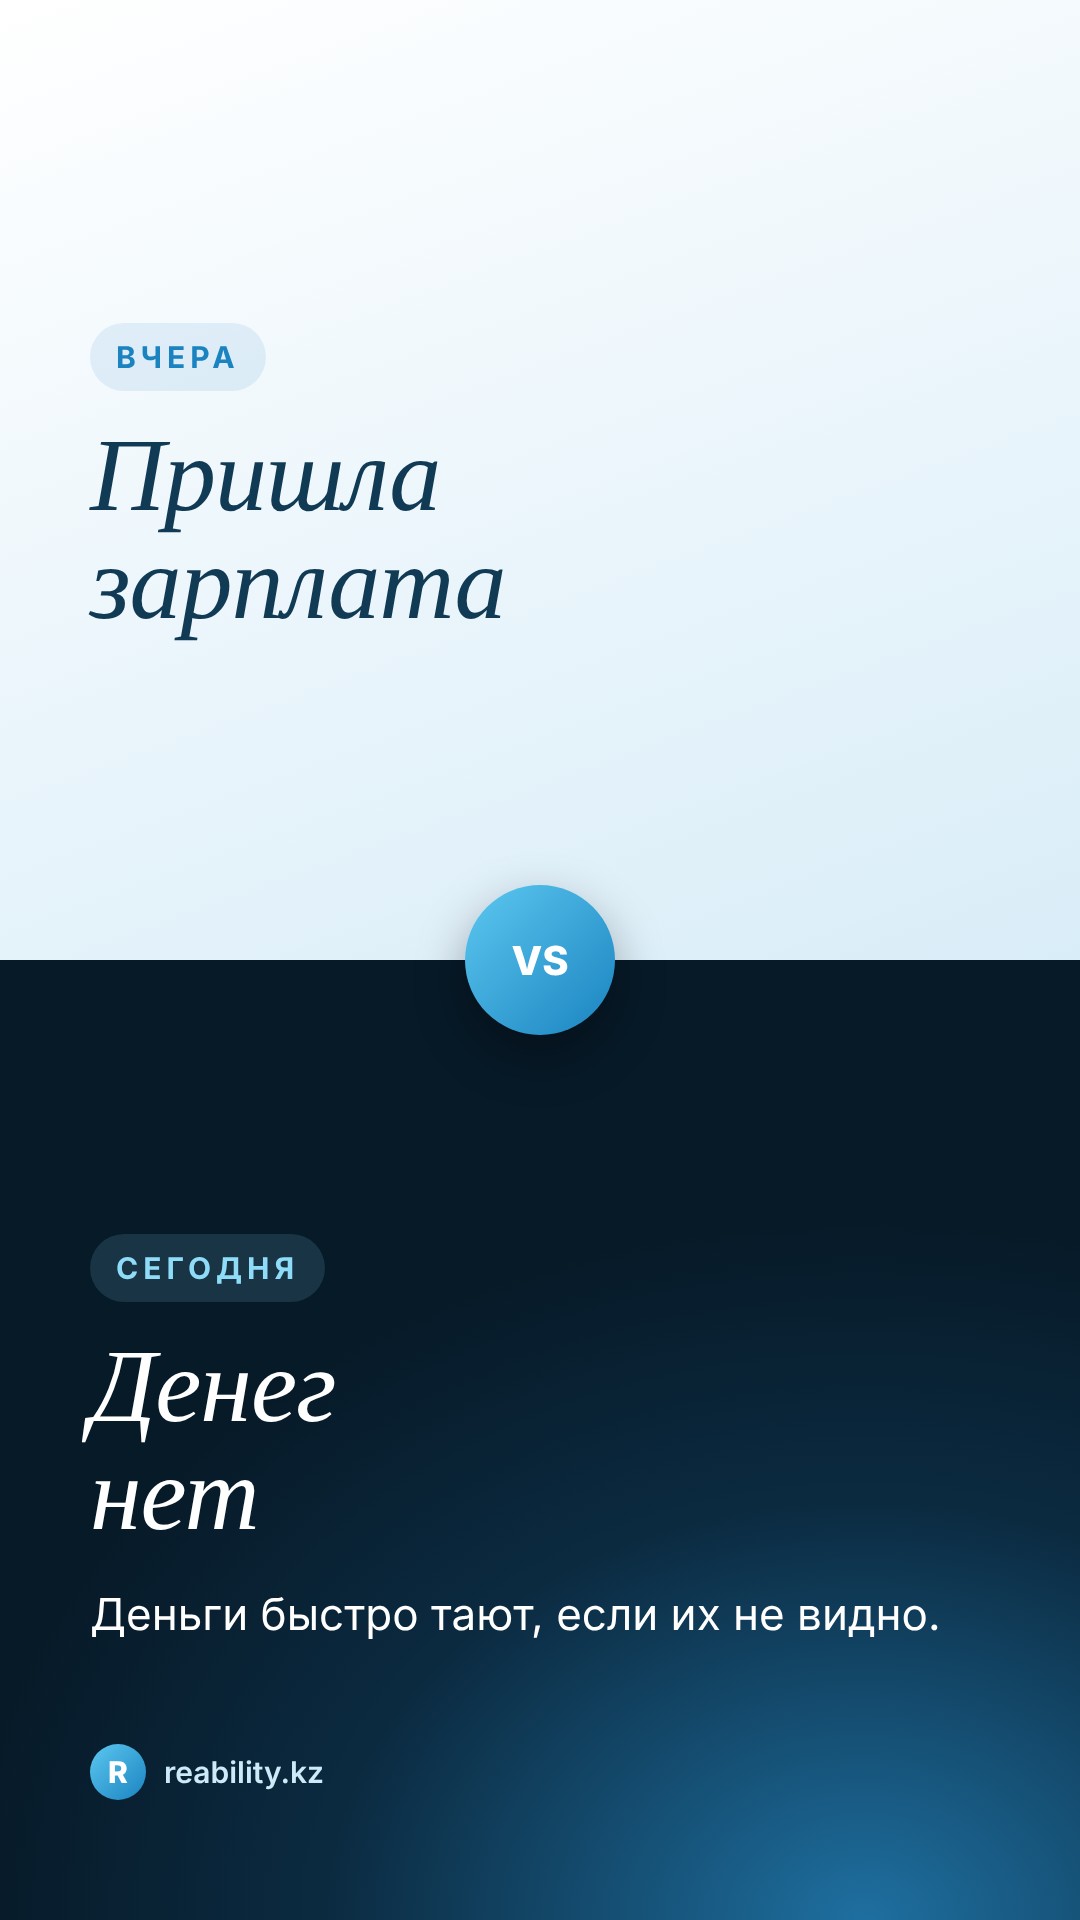 ВЧЕРА
Пришла
зарплата
VS
СЕГОДНЯ
Денег
нет
Деньги быстро тают, если их не видно.
R reability.kz